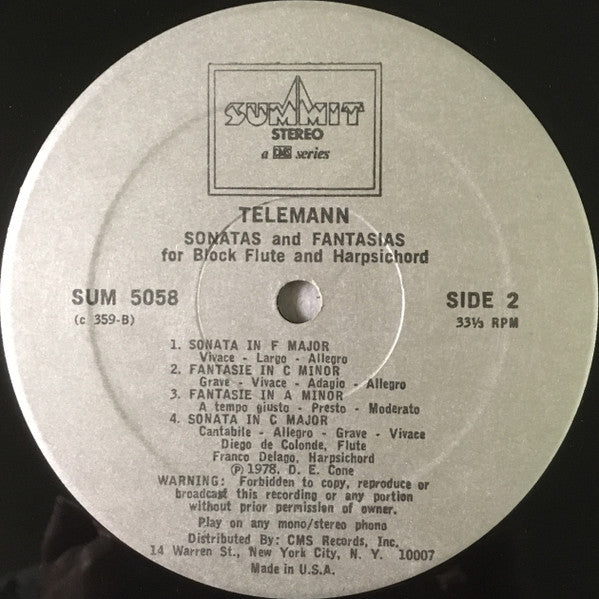 SUMMIT
STEREO
a CMS series
TELEMANN
SONATAS and FANTASIAS
for Block Flute and Harpsichord
SUM 5058
(c 359-B)
SIDE 2
33⅓ RPM
1. SONATA IN F MAJOR
Vivace - Largo - Allegro
2. FANTASIE IN C MINOR
Grave - Vivace - Adagio - Allegro
3. FANTASIE IN A MINOR
A tempo giusto - Presto - Moderato
4. SONATA IN C MAJOR
Cantabile - Allegro - Grave - Vivace
Diego de Colonde, Flute
Franco Delago, Harpsichord
Ⓟ 1978. D. E. Cone
WARNING: Forbidden to copy, reproduce or
broadcast this recording or any portion
without prior permission of owner.
Play on any mono/stereo phono
Distributed By: CMS Records, Inc.
14 Warren St., New York City, N. Y. 10007
Made in U.S.A.